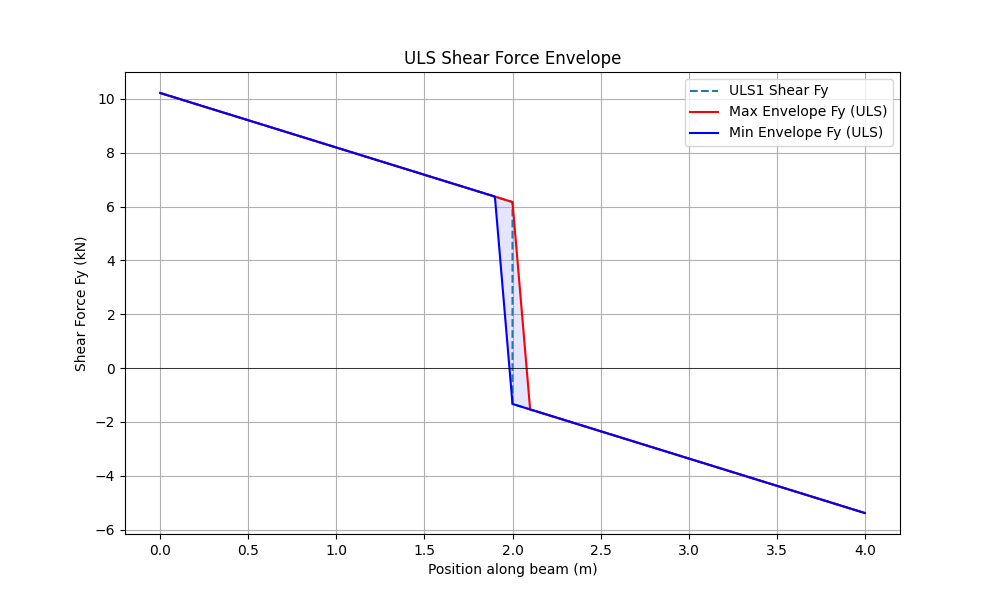 ULS Shear Force Envelope
ULS1 Shear Fy
Max Envelope Fy (ULS)
Min Envelope Fy (ULS)
Shear Force Fy (kN)
10
8
6
4
2
0
−2
−4
−6
0.0 0.5 1.0 1.5 2.0 2.5 3.0 3.5 4.0
Position along beam (m)